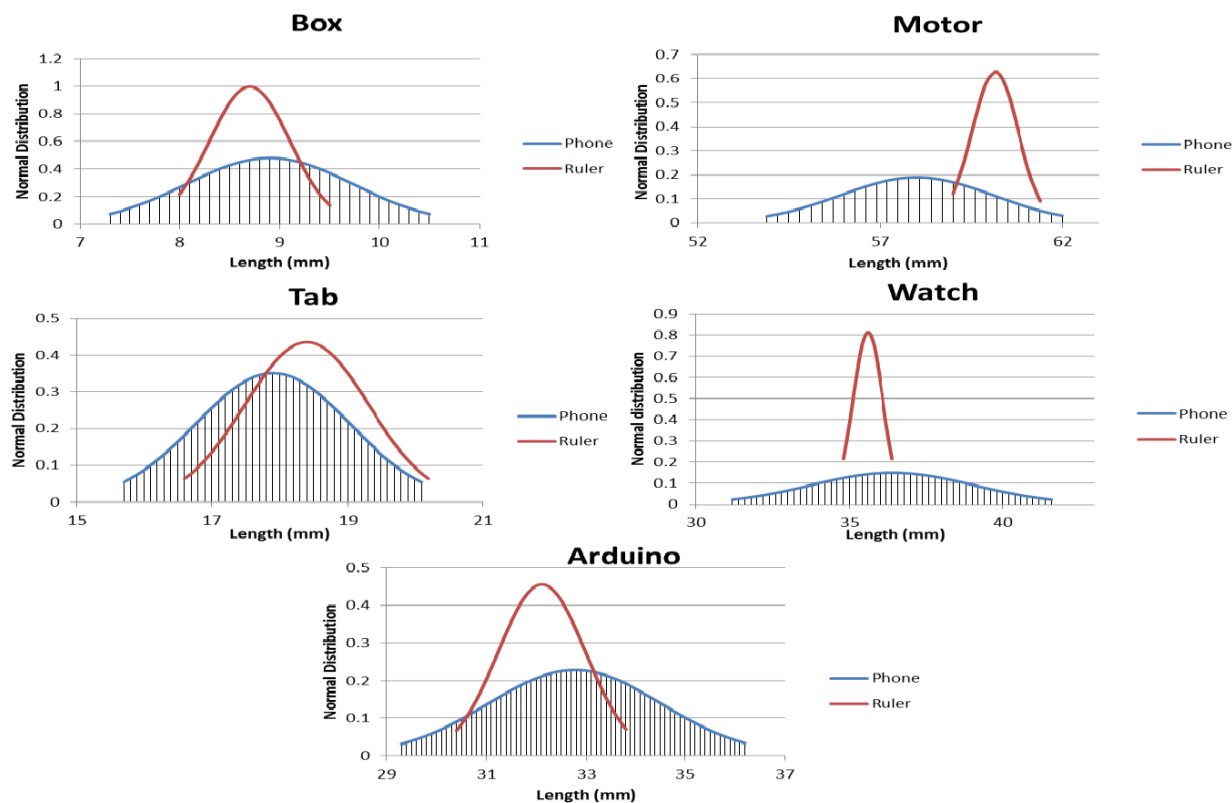 Box
1.2
1
0.8
0.6
0.4
0.2
0
7
8
9
10
11
Normal Distribution
Length (mm)
Phone
Ruler
Motor
0.7
0.6
0.5
0.4
0.3
0.2
0.1
0
52
57
62
Normal Distribution
Length (mm)
Phone
Ruler
Tab
0.5
0.4
0.3
0.2
0.1
0
15
17
19
21
Normal Distribution
Length (mm)
Phone
Ruler
Watch
0.9
0.8
0.7
0.6
0.5
0.4
0.3
0.2
0.1
0
30
35
40
Normal distribution
Length (mm)
Phone
Ruler
Arduino
0.5
0.4
0.3
0.2
0.1
0
29
31
33
35
37
Normal Distribution
Length (mm)
Phone
Ruler